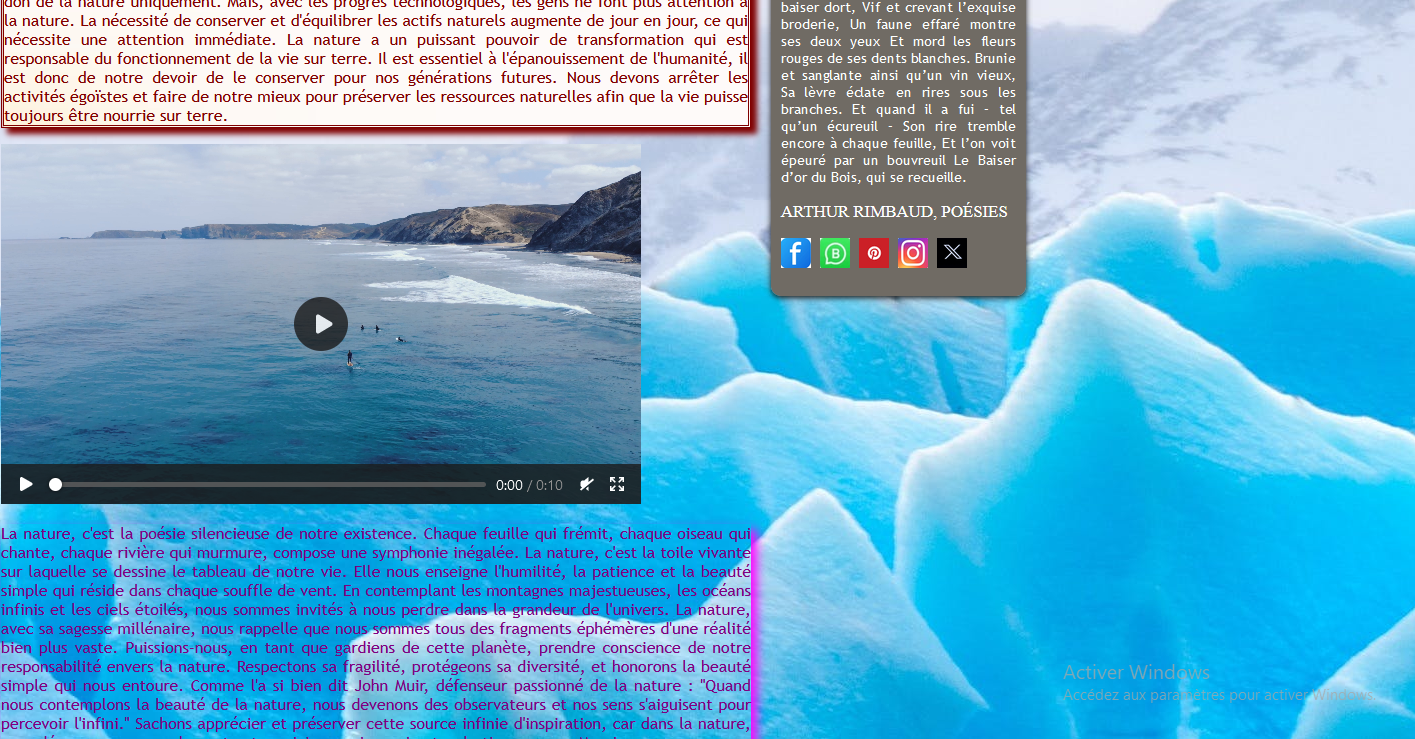 don de la nature uniquement. Mais, avec les progrès technologiques, les gens ne font plus attention à
la nature. La nécessité de conserver et d'équilibrer les actifs naturels augmente de jour en jour, ce qui
nécessite une attention immédiate. La nature a un puissant pouvoir de transformation qui est
responsable du fonctionnement de la vie sur terre. Il est essentiel à l'épanouissement de l'humanité, il
est donc de notre devoir de le conserver pour nos générations futures. Nous devons arrêter les
activités égoïstes et faire de notre mieux pour préserver les ressources naturelles afin que la vie puisse
toujours être nourrie sur terre.
0:00 / 0:10
La nature, c'est la poésie silencieuse de notre existence. Chaque feuille qui frémit, chaque oiseau qui
chante, chaque rivière qui murmure, compose une symphonie inégalée. La nature, c'est la toile vivante
sur laquelle se dessine le tableau de notre vie. Elle nous enseigne l'humilité, la patience et la beauté
simple qui réside dans chaque souffle de vent. En contemplant les montagnes majestueuses, les océans
infinis et les ciels étoilés, nous sommes invités à nous perdre dans la grandeur de l'univers. La nature,
avec sa sagesse millénaire, nous rappelle que nous sommes tous des fragments éphémères d'une réalité
bien plus vaste. Puissions-nous, en tant que gardiens de cette planète, prendre conscience de notre
responsabilité envers la nature. Respectons sa fragilité, protégeons sa diversité, et honorons la beauté
simple qui nous entoure. Comme l'a si bien dit John Muir, défenseur passionné de la nature : "Quand
nous contemplons la beauté de la nature, nous devenons des observateurs et nos sens s'aiguisent pour
percevoir l'infini." Sachons apprécier et préserver cette source infinie d'inspiration, car dans la nature,
baiser dort, Vif et crevant l’exquise
broderie, Un faune effaré montre
ses deux yeux Et mord les fleurs
rouges de ses dents blanches. Brunie
et sanglante ainsi qu’un vin vieux,
Sa lèvre éclate en rires sous les
branches. Et quand il a fui – tel
qu’un écureuil – Son rire tremble
encore à chaque feuille, Et l’on voit
épeuré par un bouvreuil Le Baiser
d’or du Bois, qui se recueille.
ARTHUR RIMBAUD, POÉSIES
Activer Windows
Accédez aux paramètres pour activer Windows.